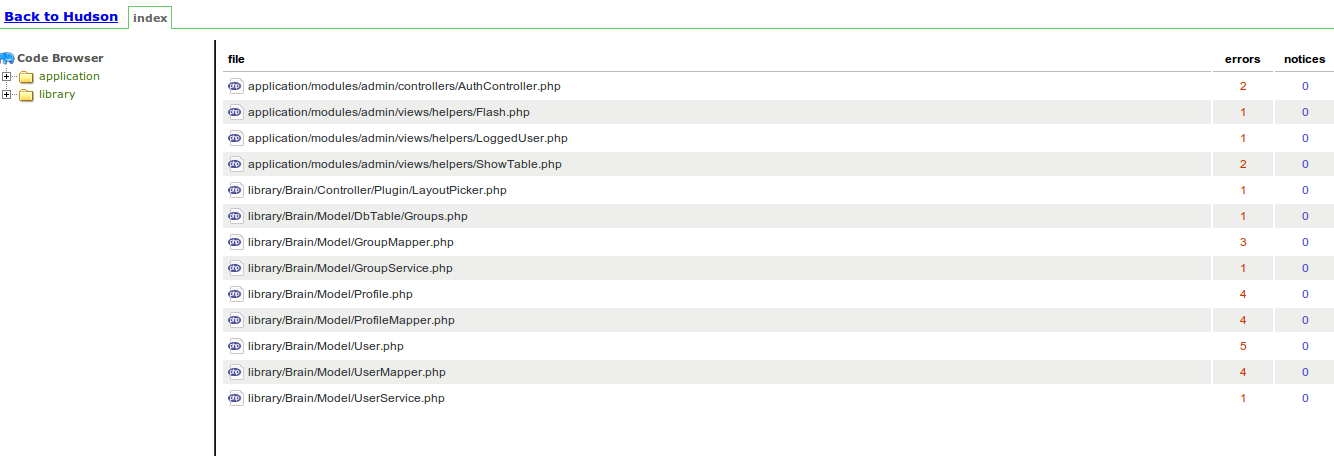 Back to Hudson index
Code Browser
application
library
file errors notices
application/modules/admin/controllers/AuthController.php 2 0
application/modules/admin/views/helpers/Flash.php 1 0
application/modules/admin/views/helpers/LoggedUser.php 1 0
application/modules/admin/views/helpers/ShowTable.php 2 0
library/Brain/Controller/Plugin/LayoutPicker.php 1 0
library/Brain/Model/DbTable/Groups.php 1 0
library/Brain/Model/GroupMapper.php 3 0
library/Brain/Model/GroupService.php 1 0
library/Brain/Model/Profile.php 4 0
library/Brain/Model/ProfileMapper.php 4 0
library/Brain/Model/User.php 5 0
library/Brain/Model/UserMapper.php 4 0
library/Brain/Model/UserService.php 1 0